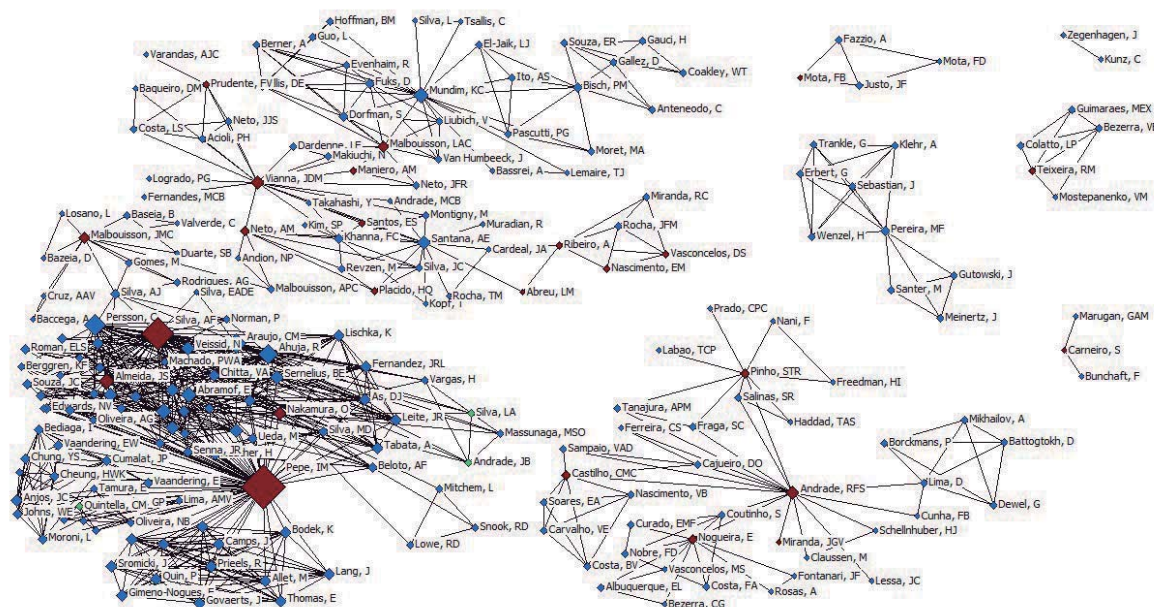 Hoffman, BM
Silva, L
Tsallis, C
Guo, L
Berner, A
El-Jaik, LJ
Souza, ER
Gauci, H
Fazzio, A
Zegenhagen, J
Varandas, AJC
Evenhaim, R
Gallez, D
Kunz, C
Mota, FD
Coakley, WT
Ito, AS
Mota, FB
Justo, JF
Prudente, FV
Ellis, DE
Fuks, D
Bisch, PM
Baqueiro, DM
Mundim, KC
Anteneodo, C
Guimaraes, MEX
Dorfman, S
Liubich, V
Neto, JJS
Costa, LS
Pascutti, PG
Bezerra, VB
Acioli, PH
Trankle, G
Klehr, A
Colatto, LP
Dardenne, LE
Malbouisson, LAC
Moret, MA
Makiuchi, N
Van Humbeeck, J
Maniero, AM
Bassrei, A
Lemaire, TJ
Teixeira, RM
Erbert, G
Logrado, PG
Vianna, JDM
Neto, JFR
Sebastian, J
Fernandes, MCB
Miranda, RC
Mostepanenko, VM
Takahashi, Y
Andrade, MCB
Losano, L
Baseia, B
Montigny, M
Rocha, JFM
Valverde, C
Santos, ES
Muradian, R
Pereira, MF
Kim, SP
Neto, AM
Wenzel, H
Malbouisson, JMC
Khanna, FC
Santana, AE
Ribeiro, A
Cardeal, JA
Duarte, SB
Vasconcelos, DS
Bazeia, D
Andion, NP
Gomes, M
Revzen, M
Silva, JC
Nascimento, EM
Gutowski, J
Rodrigues, AG
Malbouisson, APC
Placido, HQ
Rocha, TM
Abreu, LM
Santer, M
Cruz, AAV
Silva, AJ
Silva, EADE
Kopf, T
Prado, CPC
Baccega, A
Persson, C
Silva, AF
Norman, P
Meinertz, J
Marugan, GAM
Nani, F
Araujo, CM
Lischka, K
Roman, ELS
Veissid, N
Ahuja, R
Labao, TCP
Carneiro, S
Berggren, KF
Machado, PWA
Fernandez, JRL
Chitta, VA
Sernelius, BE
Pinho, STR
Souza, JC
Almeida, JS
Vargas, H
Freedman, HI
Bunchaft, F
Abramof, E
As, DJ
Salinas, SR
Edwards, NV
Nakamura, O
Silva, LA
Tanajura, APM
Oliveira, AG
Leite, JR
Haddad, TAS
Mikhailov, A
Ferreira, CS
Fraga, SC
Bediaga, I
Ueda, M
Silva, MD
Massunaga, MSO
Vaandering, EW
Tabata, A
Borckmans, P
Battogtokh, D
Sampaio, VAD
Chung, YS
Senna, JR
Cumalat, JP
Pepe, IM
Beloto, AF
Andrade, JB
Cajueiro, DO
Cheung, HWK
Castilho, CMC
Vaandering, E
Lima, D
Tamura, E
Mitchem, L
Andrade, RFS
Anjos, JC
Nascimento, VB
Lima, AMV
Soares, EA
Dewel, G
Quintella, CM
Johns, WE
Coutinho, S
Cunha, FB
Oliveira, NB
Curado, EMF
Snook, RD
Bodek, K
Moroni, L
Carvalho, VE
Schellnhuber, HJ
Nogueira, E
Miranda, JGV
Camps, J
Lowe, RD
Nobre, FD
Claussen, M
Sromicki, J
Prieels, R
Costa, BV
Vasconcelos, MS
Lang, J
Fontanari, JF
Quin, P
Allet, M
Lessa, JC
Albuquerque, EL
Costa, FA
Rosas, A
Gimeno-Nogues, E
Thomas, E
Govaerts, J
Bezerra, CG